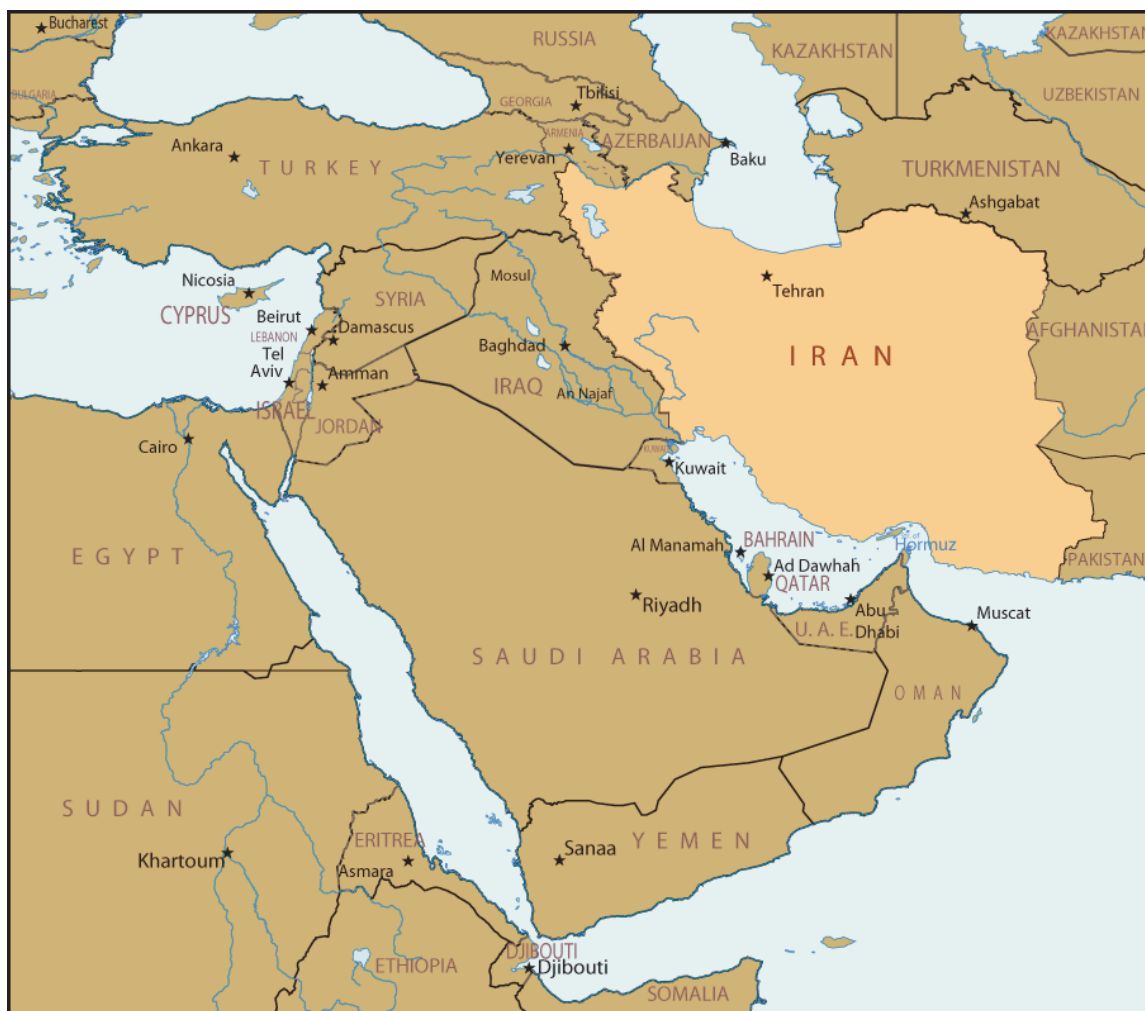 Bucharest
RUSSIA
KAZAKHSTAN
KAZAKHSTAN
BULGARIA
GEORGIA
Tbilisi
UZBEKISTAN
Ankara
TURKEY
ARMENIA
Yerevan
AZERBAIJAN
Baku
TURKMENISTAN
Ashgabat
Nicosia
CYPRUS
Mosul
Tehran
SYRIA
Beirut
LEBANON
Damascus
Baghdad
AFGHANISTAN
IRAN
Tel
Aviv
Amman
IRAQ
An Najaf
ISRAEL
JORDAN
Cairo
KUWAIT
Kuwait
EGYPT
Al Manamah
BAHRAIN
Hormuz
PAKISTAN
Ad Dawhah
QATAR
Riyadh
Abu
Dhabi
U. A. E.
Muscat
SAUDI ARABIA
OMAN
SUDAN
ERITREA
YEMEN
Khartoum
Asmara
Sanaa
DJIBOUTI
Djibouti
ETHIOPIA
SOMALIA